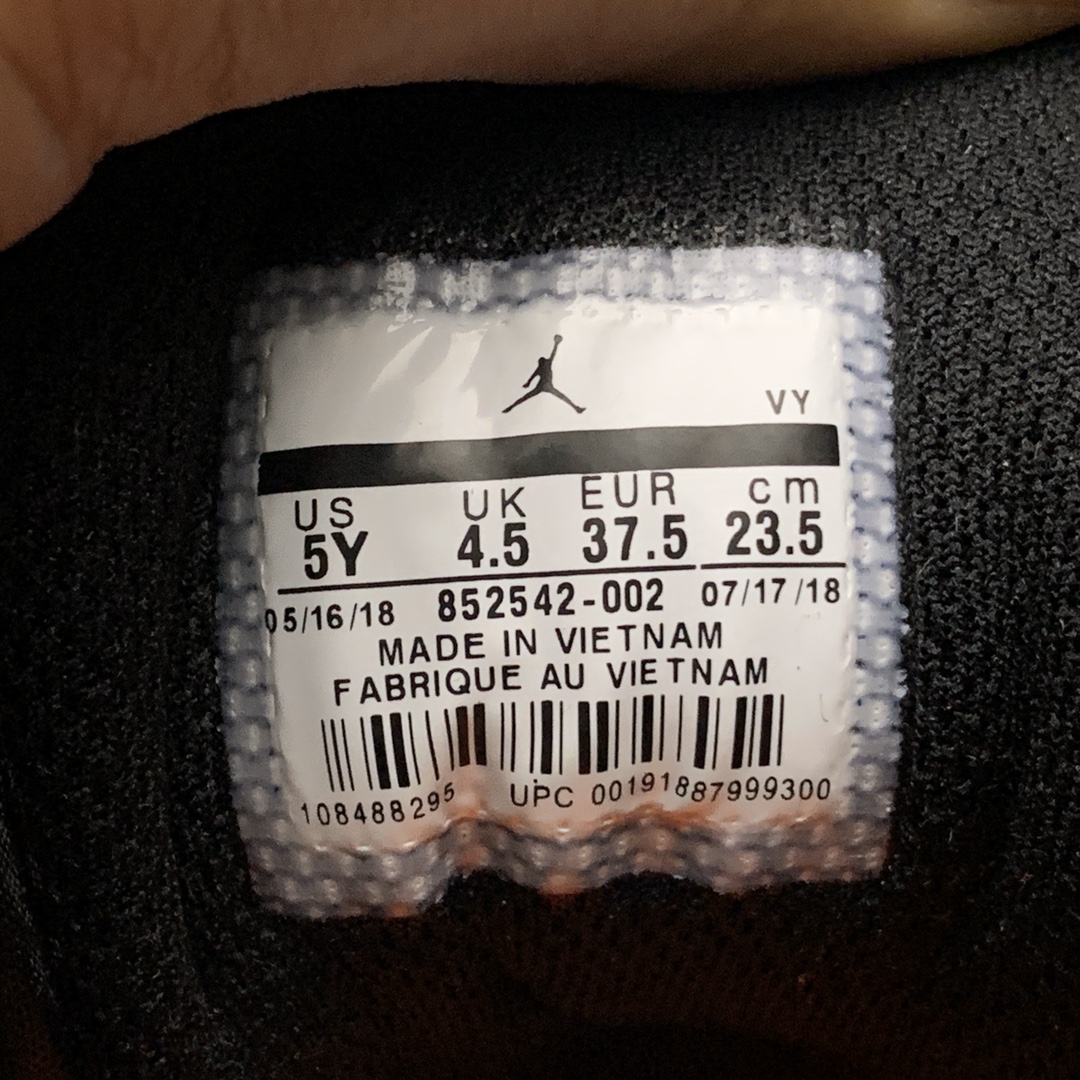 VY
US UK EUR cm
5Y 4.5 37.5 23.5
05/16/18 852542-002 07/17/18
MADE IN VIETNAM
FABRIQUE AU VIETNAM
108488295 UPC 00191887999300